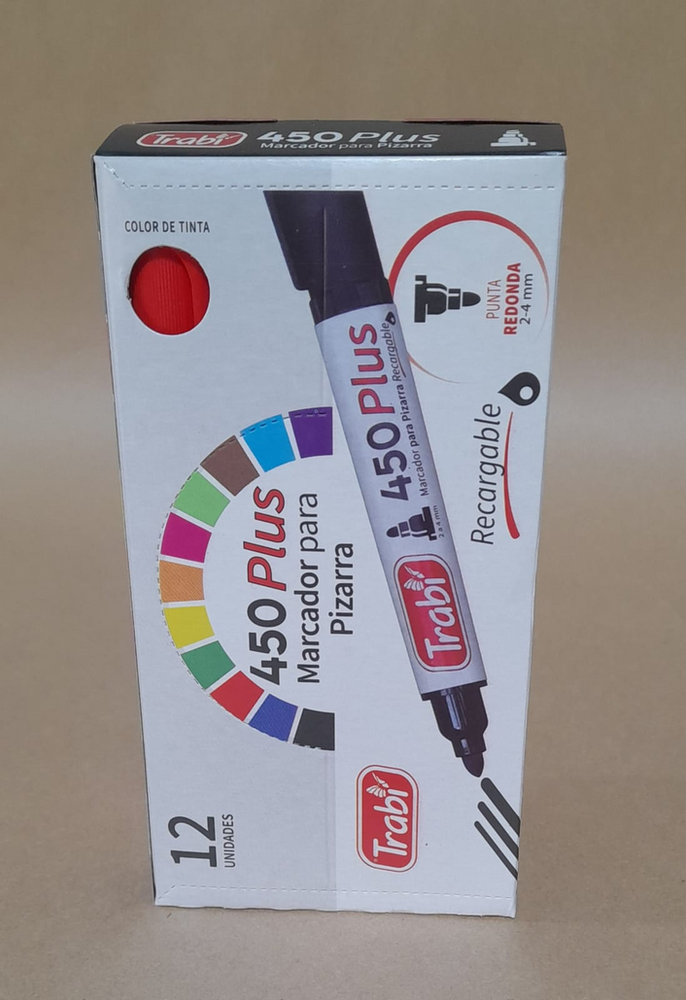 Trabi 450 Plus
Marcador para Pizarra
COLOR DE TINTA
PUNTA
REDONDA
2-4 mm
Recargable
450 Plus
Marcador para Pizarra Recargable
2 a 4 mm
Trabi
450 Plus
Marcador para
Pizarra
12
UNIDADES
Trabi